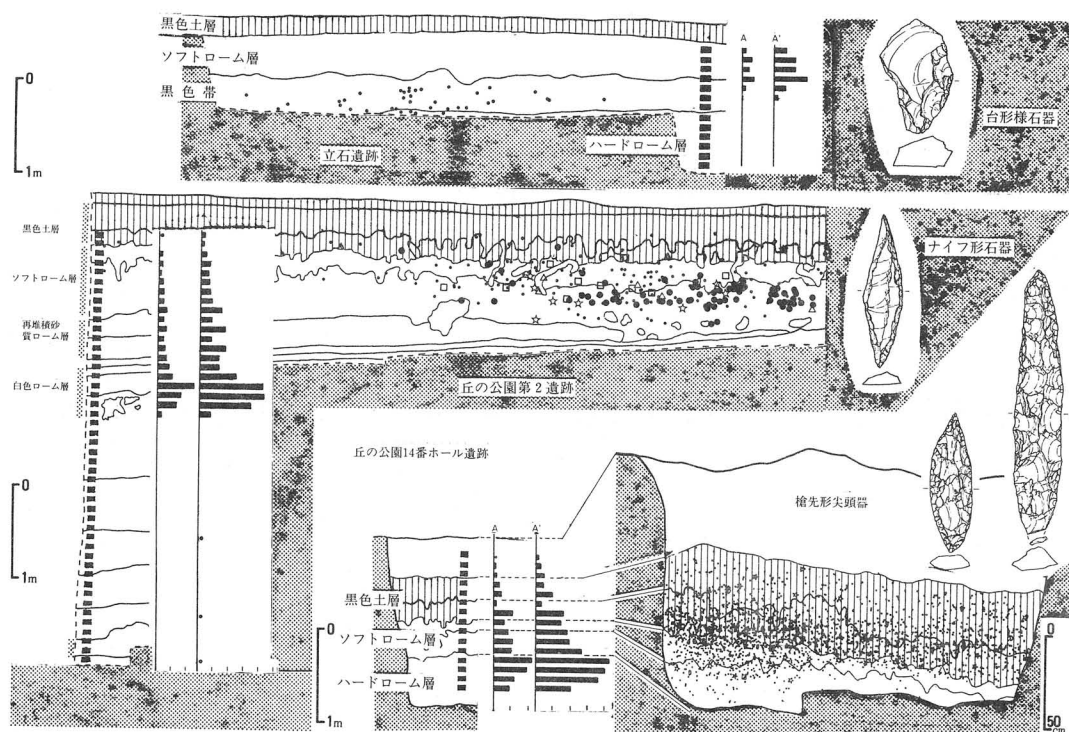 黒色土層
ソフトローム層
黒色帯
0
1m
A
A'
立石遺跡
ハードローム層
台形様石器
黒色土層
ソフトローム層
再堆積砂
質ローム層
白色ローム層
0
1m
ナイフ形石器
丘の公園第2遺跡
丘の公園14番ホール遺跡
槍先形尖頭器
A
A'
黒色土層
ソフトローム層
ハードローム層
0
1m
0
50
cm